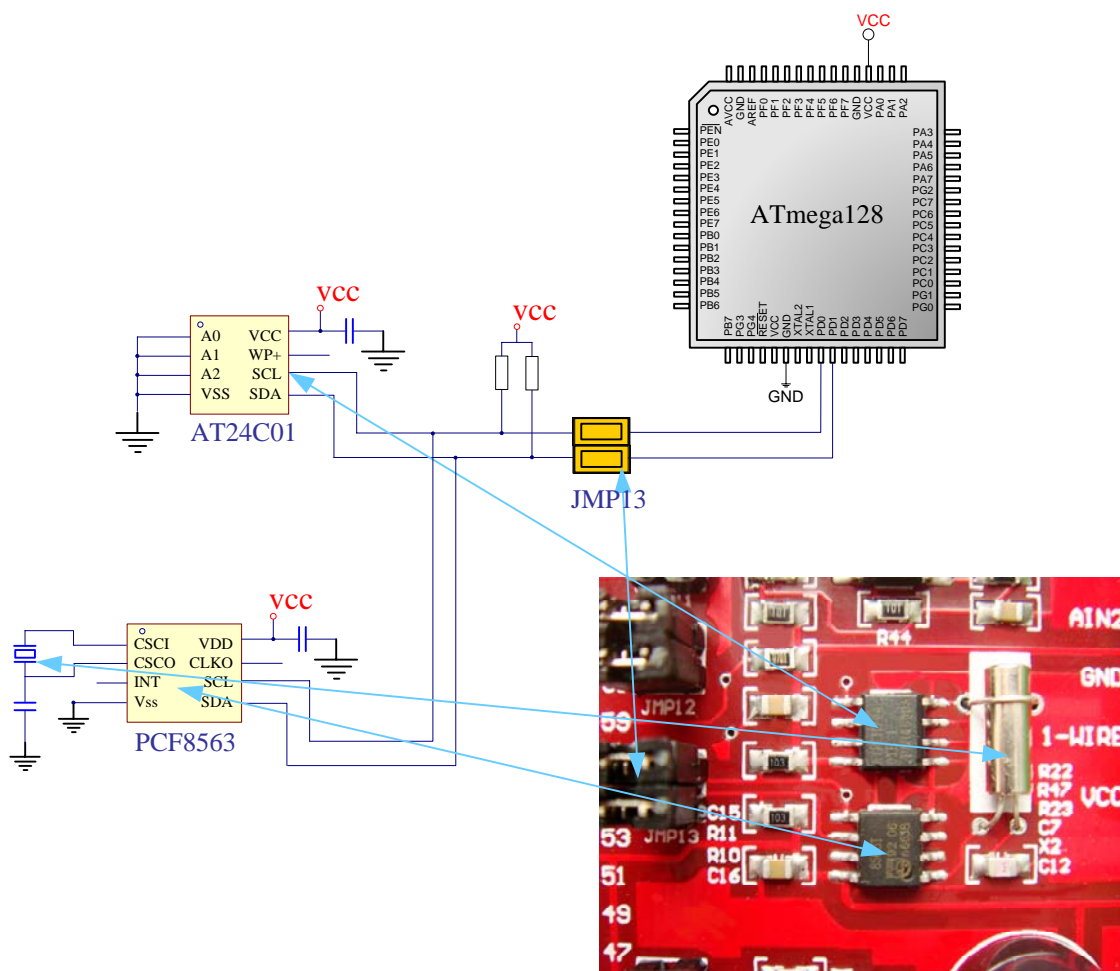 VCC
AVCC
GND
AREF
PF0
PF1
PF2
PF3
PF4
PF5
PF6
PF7
GND
VCC
PA0
PA1
PA2
PEN
PE0
PE1
PE2
PE3
PE4
PE5
PE6
PE7
PB0
PB1
PB2
PB3
PB4
PB5
PB6
ATmega128
PA3
PA4
PA5
PA6
PA7
PG2
PC7
PC6
PC5
PC4
PC3
PC2
PC1
PC0
PG1
PG0
PB7
PG3
PG4
RESET
VCC
GND
XTAL2
XTAL1
PD0
PD1
PD2
PD3
PD4
PD5
PD6
PD7
GND
vcc
A0 VCC
A1 WP+
A2 SCL
VSS SDA
AT24C01
vcc
JMP13
vcc
CSCI VDD
CSCO CLKO
INT SCL
Vss SDA
PCF8563
101
101
R44
AIN2
GND
JMP12
59
1-WIRE
R22
R47
R23
VCC
C7
X2
C12
103
C15
103
53
JMP13
R11
R10
C16
51
49
47